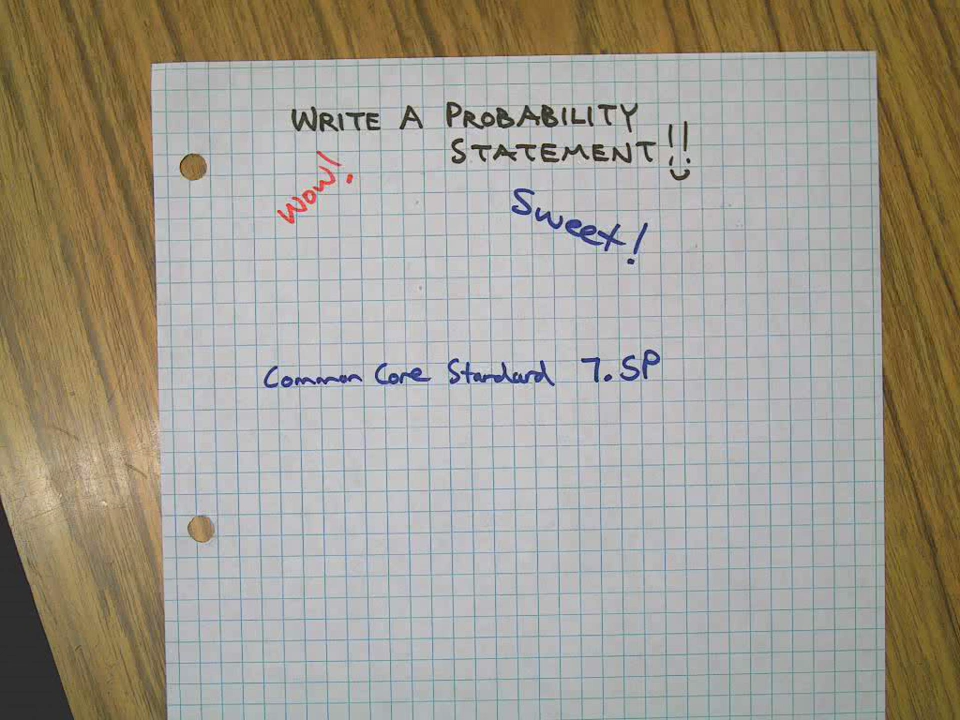 WRITE A PROBABILITY
STATEMENT!!
Wow!
Sweet!
Common Core Standard 7.SP